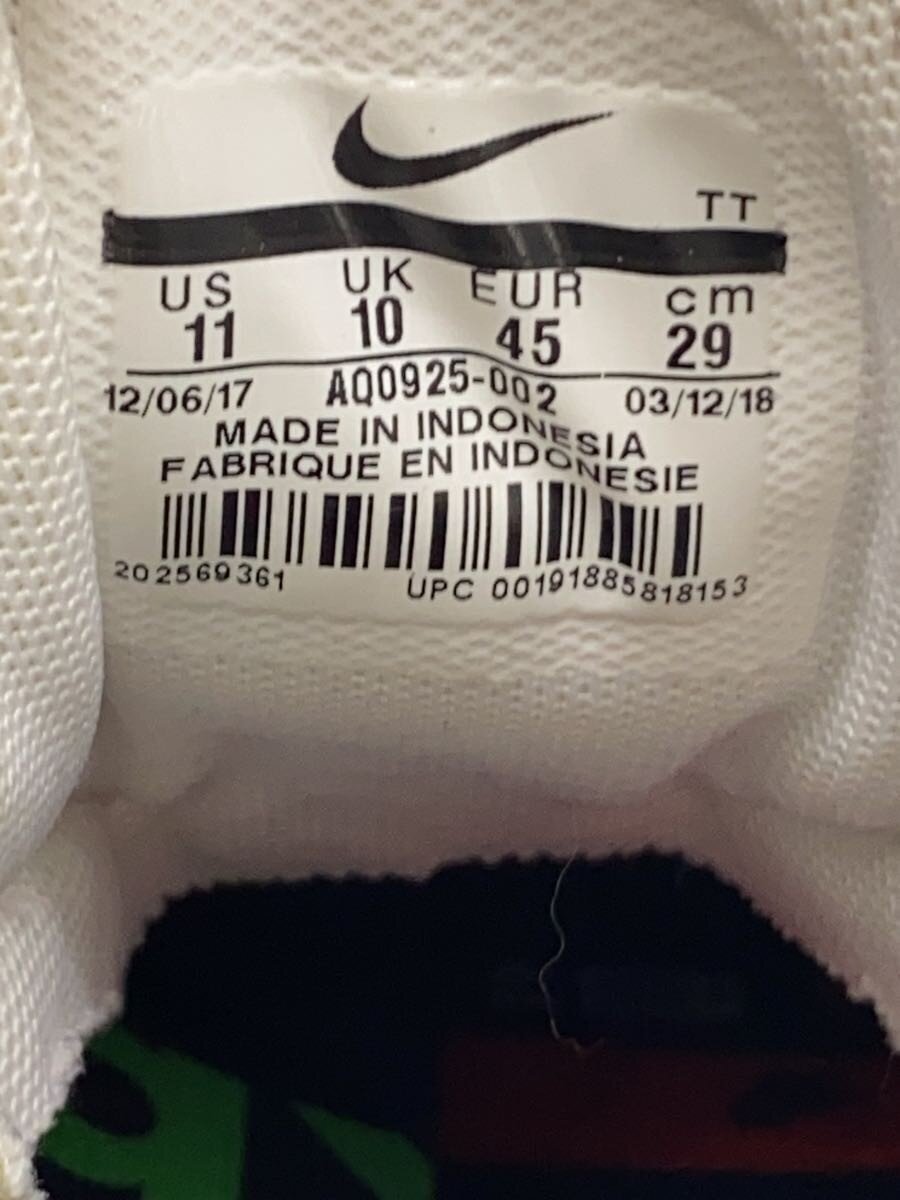 TT
US UK EUR cm
11 10 45 29
12/06/17 AQ0925-002 03/12/18
MADE IN INDONESIA
FABRIQUE EN INDONESIE
202569361 UPC 00191885818153